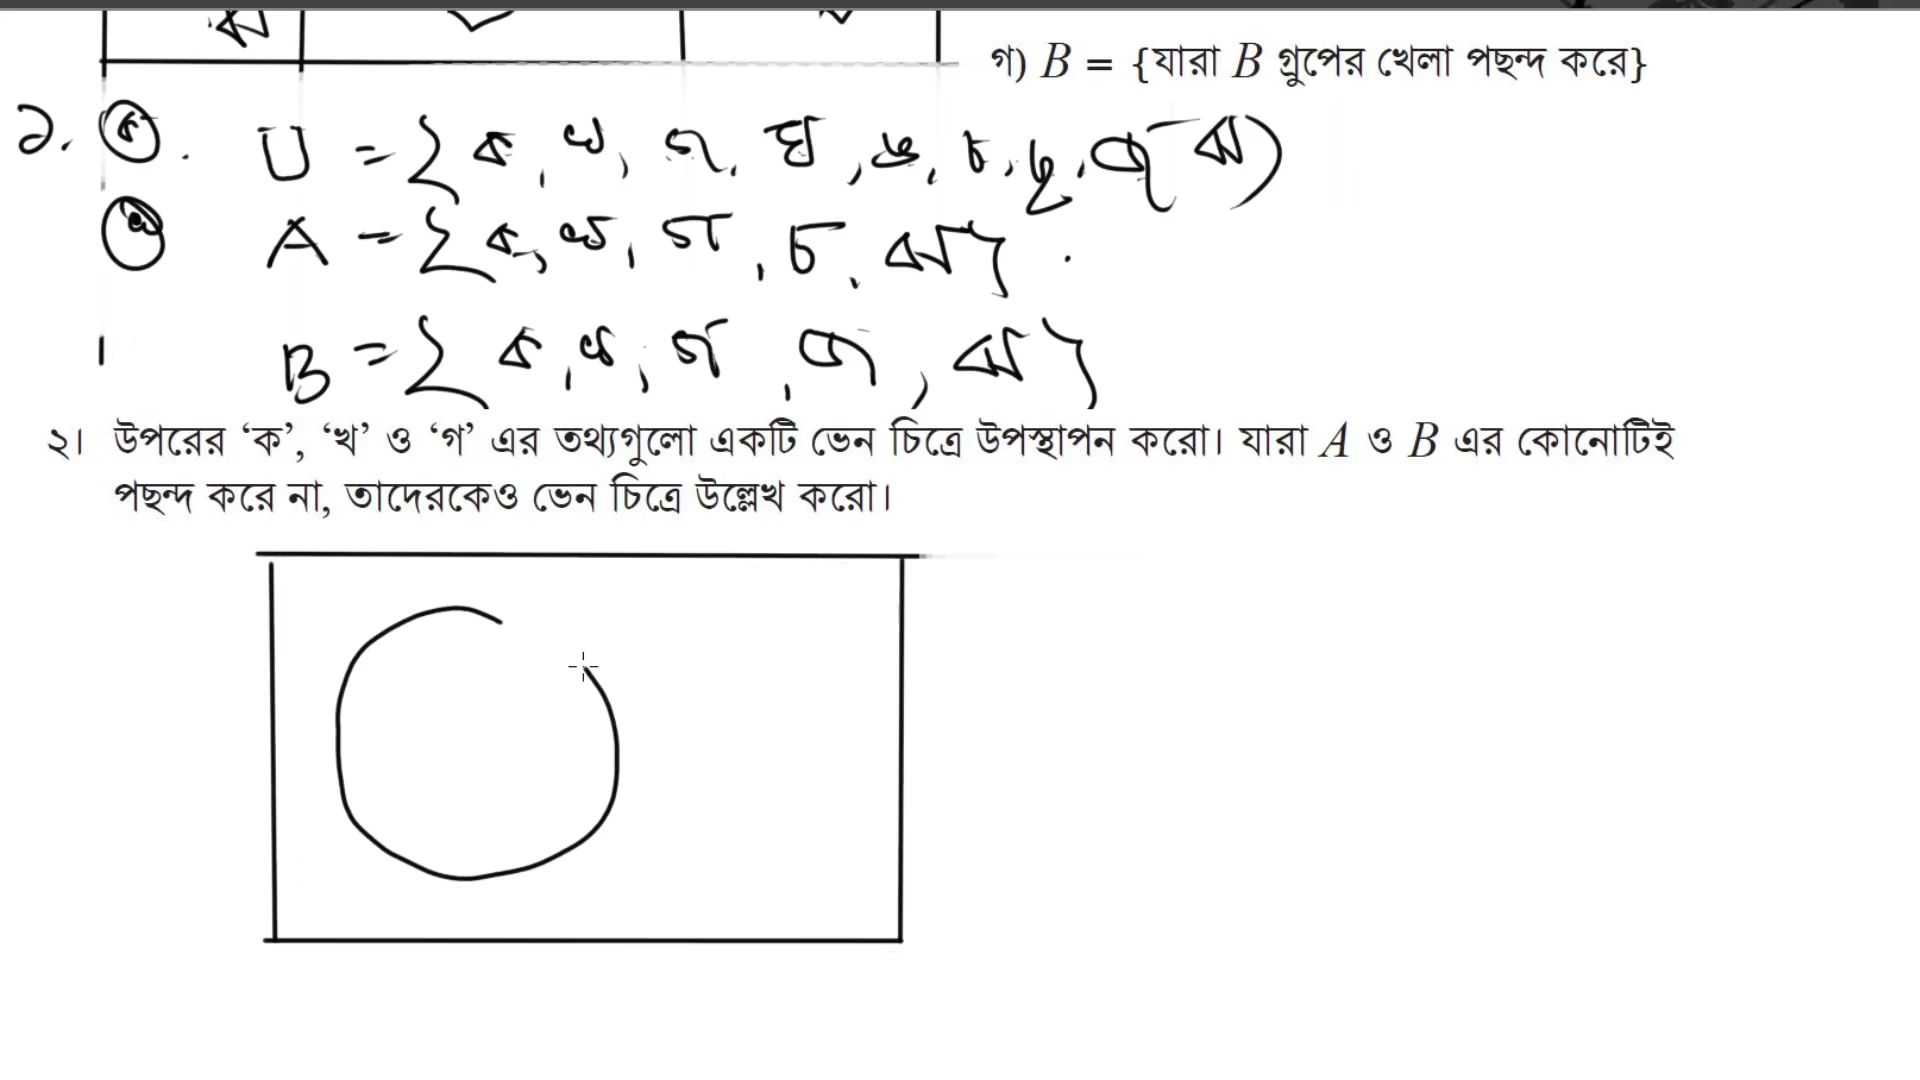 গ) B = {যারা B গ্রুপের খেলা পছন্দ করে}
১. ক. U = {ক, খ, গ, ঘ, ঙ, চ, ছ, জ, ঝ}
খ A = {ক, খ, গ, চ, ঝ}
B = {ক, খ, গ, জ, ঝ}
২। উপরের ‘ক’, ‘খ’ ও ‘গ’ এর তথ্যগুলো একটি ভেন চিত্রে উপস্থাপন করো। যারা A ও B এর কোনোটিই
পছন্দ করে না, তাদেরকেও ভেন চিত্রে উল্লেখ করো।